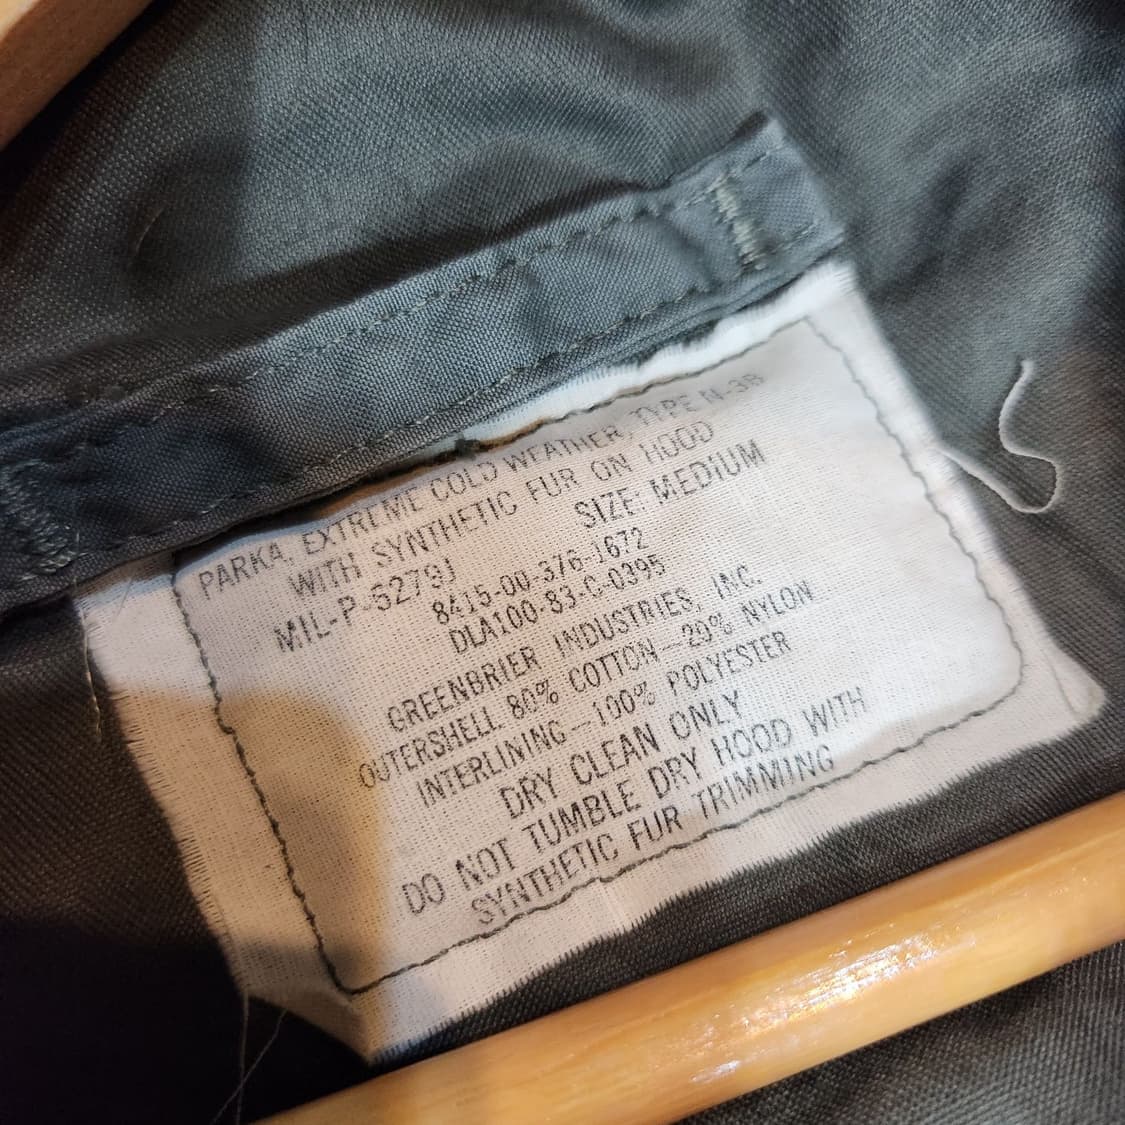 PARKA, EXTREME COLD WEATHER, TYPE N-3B
WITH SYNTHETIC FUR ON HOOD
MIL-P-6279J SIZE: MEDIUM
8415-00-376-1672
DLA100-83-C-0395
GREENBRIER INDUSTRIES, INC.
OUTERSHELL 80% COTTON-20% NYLON
INTERLINING-100% POLYESTER
DRY CLEAN ONLY
DO NOT TUMBLE DRY HOOD WITH
SYNTHETIC FUR TRIMMING